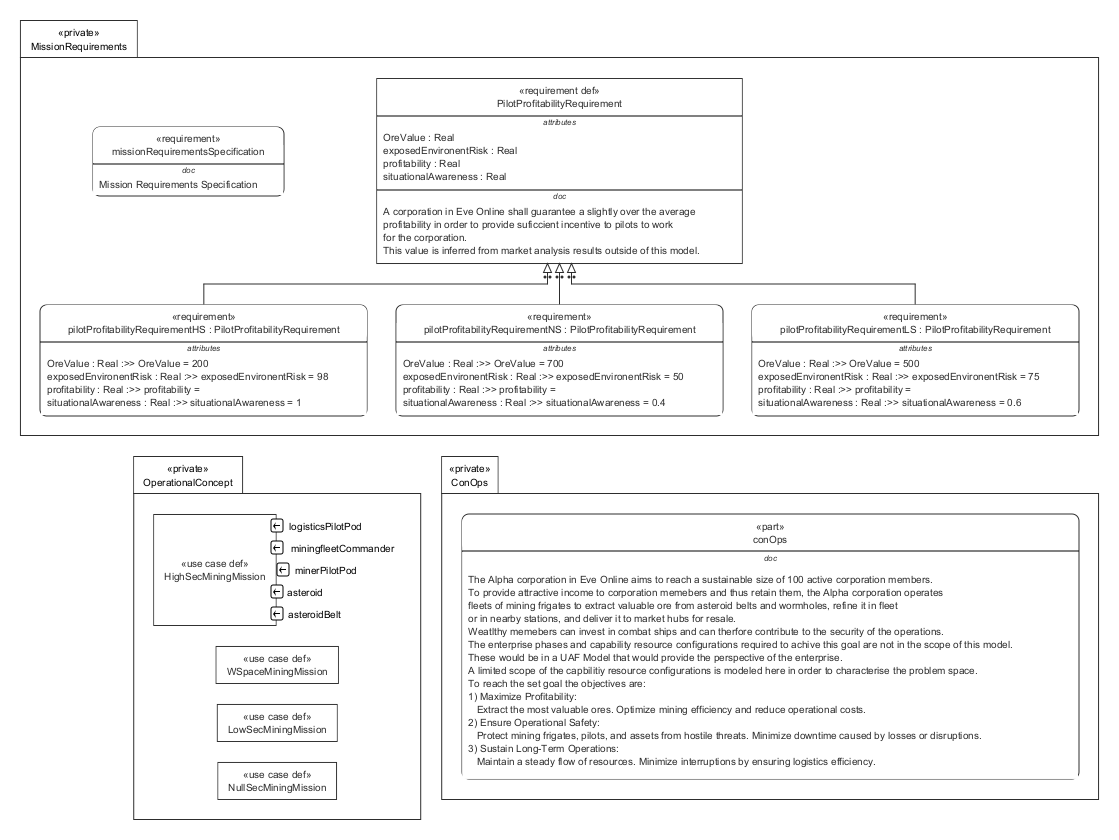 «private»
MissionRequirements
«requirement def»
PilotProfitabilityRequirement
attributes
OreValue : Real
exposedEnvironentRisk : Real
profitability : Real
situationalAwareness : Real
doc
A corporation in Eve Online shall guarantee a slightly over the average
profitability in order to provide suficcient incentive to pilots to work
for the corporation.
This value is inferred from market analysis results outside of this model.
«requirement»
missionRequirementsSpecification
doc
Mission Requirements Specification
«requirement»
pilotProfitabilityRequirementHS : PilotProfitabilityRequirement
attributes
OreValue : Real :>> OreValue = 200
exposedEnvironentRisk : Real :>> exposedEnvironentRisk = 98
profitability : Real :>> profitability =
situationalAwareness : Real :>> situationalAwareness = 1
«requirement»
pilotProfitabilityRequirementNS : PilotProfitabilityRequirement
attributes
OreValue : Real :>> OreValue = 700
exposedEnvironentRisk : Real :>> exposedEnvironentRisk = 50
profitability : Real :>> profitability =
situationalAwareness : Real :>> situationalAwareness = 0.4
«requirement»
pilotProfitabilityRequirementLS : PilotProfitabilityRequirement
attributes
OreValue : Real :>> OreValue = 500
exposedEnvironentRisk : Real :>> exposedEnvironentRisk = 75
profitability : Real :>> profitability =
situationalAwareness : Real :>> situationalAwareness = 0.6
«private»
OperationalConcept
«use case def»
HighSecMiningMission
logisticsPilotPod
miningfleetCommander
minerPilotPod
asteroid
asteroidBelt
«use case def»
WSpaceMiningMission
«use case def»
LowSecMiningMission
«use case def»
NullSecMiningMission
«private»
ConOps
«part»
conOps
doc
The Alpha corporation in Eve Online aims to reach a sustainable size of 100 active corporation members.
To provide attractive income to corporation memebers and thus retain them, the Alpha corporation operates
fleets of mining frigates to extract valuable ore from asteroid belts and wormholes, refine it in fleet
or in nearby stations, and deliver it to market hubs for resale.
Weatlthy memebers can invest in combat ships and can therfore contribute to the security of the operations.
The enterprise phases and capability resource configurations required to achive this goal are not in the scope of this model.
These would be in a UAF Model that would provide the perspective of the enterprise.
A limited scope of the capbilitiy resource configurations is modeled here in order to characterise the problem space.
To reach the set goal the objectives are:
1) Maximize Profitability:
Extract the most valuable ores. Optimize mining efficiency and reduce operational costs.
2) Ensure Operational Safety:
Protect mining frigates, pilots, and assets from hostile threats. Minimize downtime caused by losses or disruptions.
3) Sustain Long-Term Operations:
Maintain a steady flow of resources. Minimize interruptions by ensuring logistics efficiency.